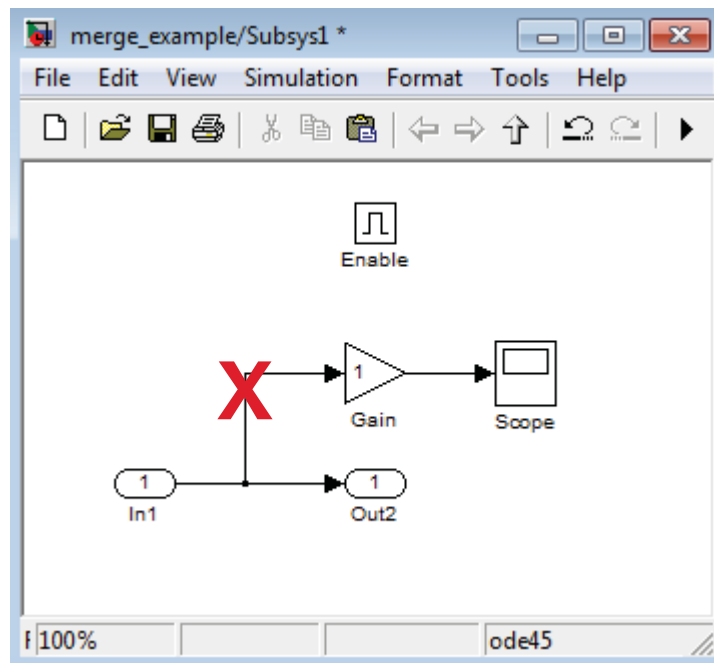 merge_example/Subsys1 *
File Edit View Simulation Format Tools Help
Enable
1
Gain
Scope
X
1
In1
1
Out2
100%
ode45